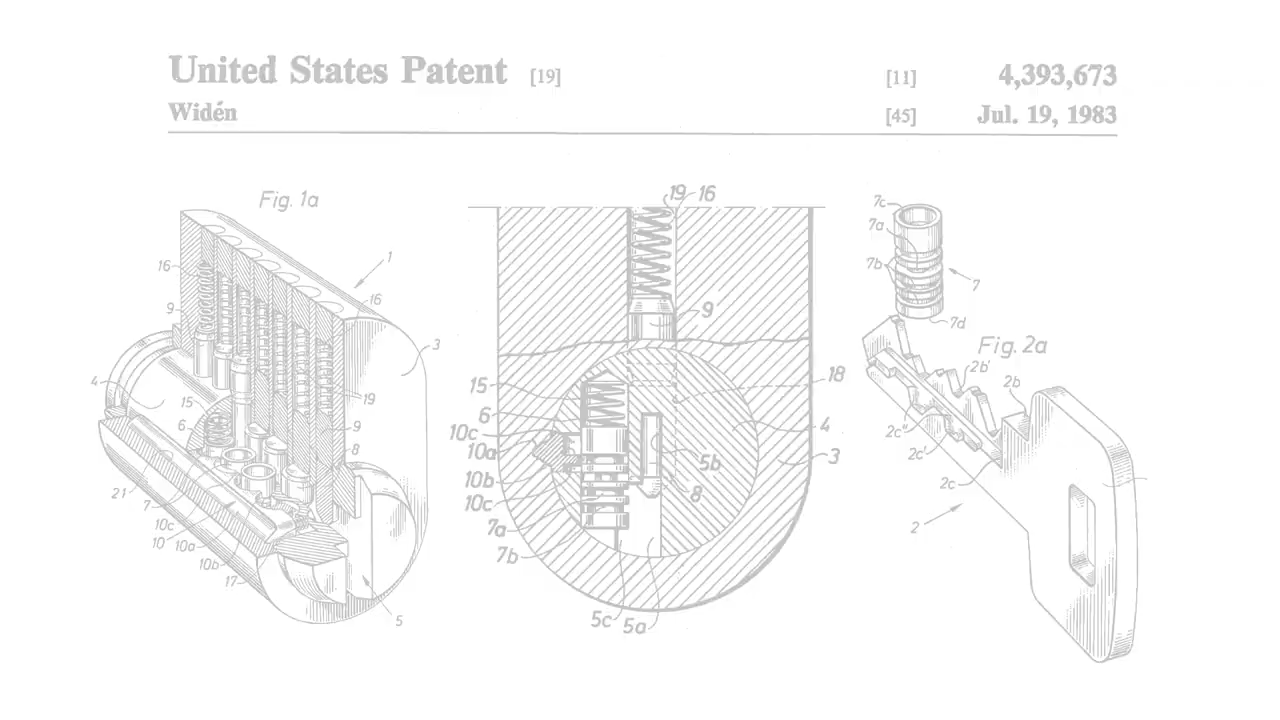 United States Patent [19] [11] 4,393,673
Widén [45] Jul. 19, 1983
Fig. 1a
1
16
16
9
3
4
15
6
19
9
8
21
7
10c
10
10a
10b
17
5
19 16
9
15
18
6
10c
4
10a
5b
3
10b
8
10c
7a
7b
5c 5a
7c
7a
7b
7
7d
Fig. 2a
2b'
2b
2c"
2c'
2c
2